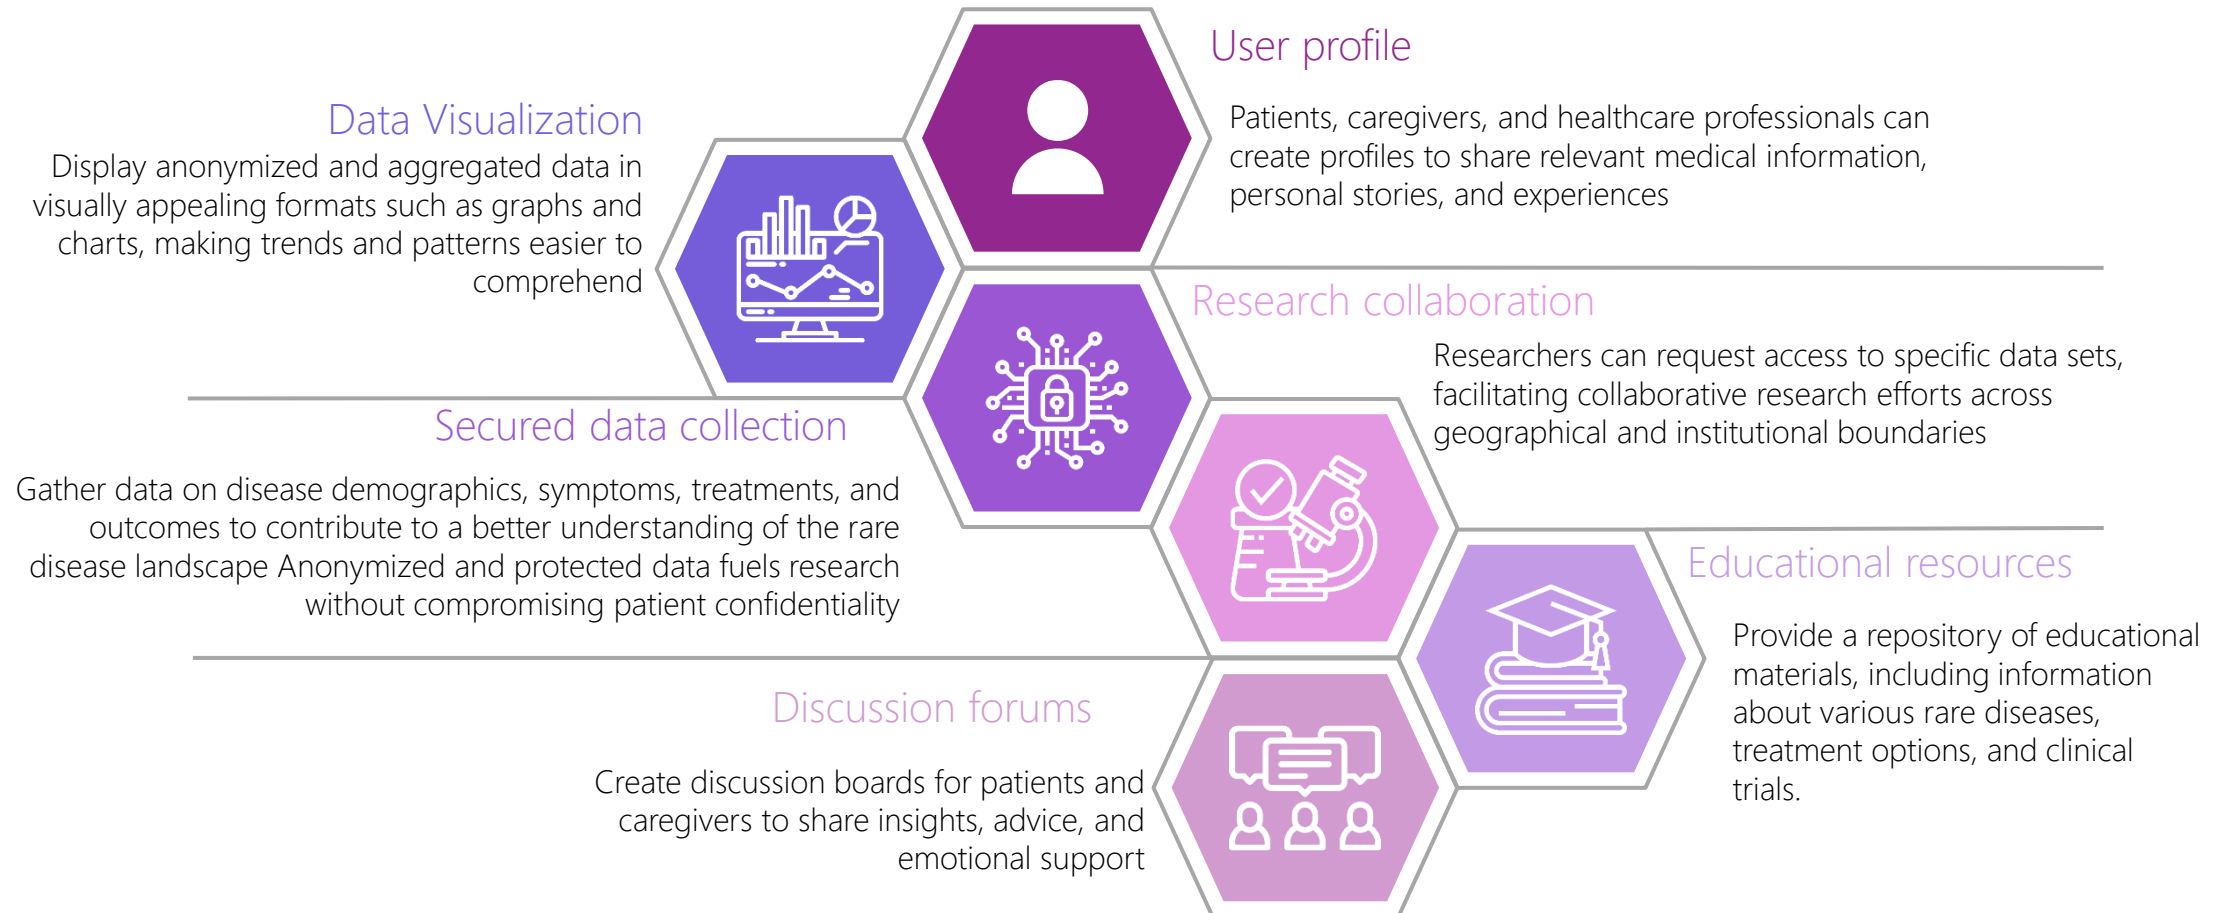 User profile
Patients, caregivers, and healthcare professionals can
create profiles to share relevant medical information,
personal stories, and experiences
Data Visualization
Display anonymized and aggregated data in
visually appealing formats such as graphs and
charts, making trends and patterns easier to
comprehend
Research collaboration
Researchers can request access to specific data sets,
facilitating collaborative research efforts across
geographical and institutional boundaries
Secured data collection
Gather data on disease demographics, symptoms, treatments, and
outcomes to contribute to a better understanding of the rare
disease landscape Anonymized and protected data fuels research
without compromising patient confidentiality
Educational resources
Provide a repository of educational
materials, including information
about various rare diseases,
treatment options, and clinical
trials.
Discussion forums
Create discussion boards for patients and
caregivers to share insights, advice, and
emotional support